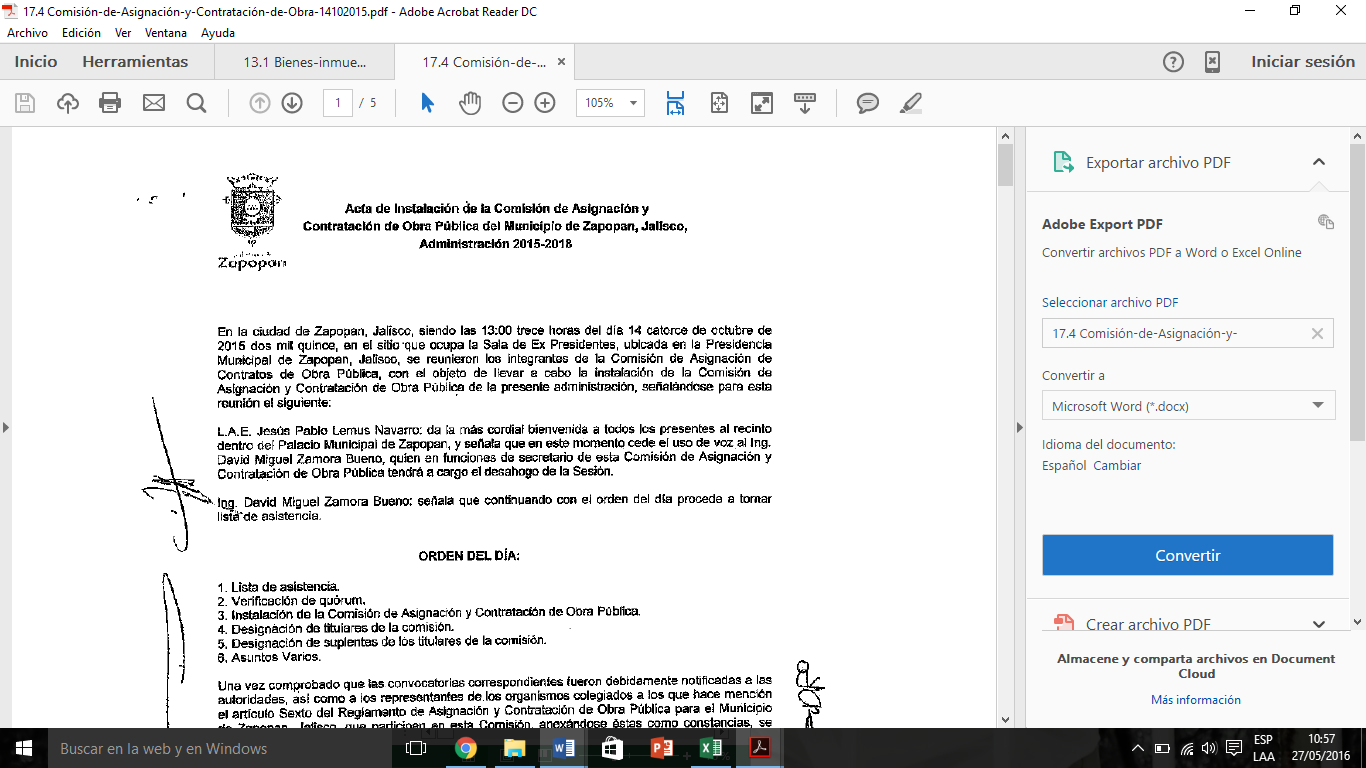 17.4 Comisión-de-Asignación-y-Contratación-de-Obra-14102015.pdf - Adobe Acrobat Reader DC
Archivo Edición Ver Ventana Ayuda
Inicio Herramientas 13.1 Bienes-inmue... 17.4 Comisión-de-... Iniciar sesión
1 / 5 105%
Exportar archivo PDF
Adobe Export PDF
Convertir archivos PDF a Word o Excel Online
Seleccionar archivo PDF
17.4 Comisión-de-Asignación-y-
Convertir a
Microsoft Word (*.docx)
Idioma del documento:
Español Cambiar
Convertir
Crear archivo PDF
Almacene y comparta archivos en Document
Cloud
Más información
Zapopan
Acta de Instalación de la Comisión de Asignación y
Contratación de Obra Pública del Municipio de Zapopan, Jalisco,
Administración 2015-2018
En la ciudad de Zapopan, Jalisco, siendo las 13:00 trece horas del día 14 catorce de octubre de
2015 dos mil quince, en el sitio que ocupa la Sala de Ex Presidentes, ubicada en la Presidencia
Municipal de Zapopan, Jalisco, se reunieron los integrantes de la Comisión de Asignación de
Contratos de Obra Pública, con el objeto de llevar a cabo la instalación de la Comisión de
Asignación y Contratación de Obra Pública de la presente administración, señalándose para esta
reunión el siguiente:
L.A.E. Jesús Pablo Lemus Navarro: da la más cordial bienvenida a todos los presentes al recinto
dentro del Palacio Municipal de Zapopan, y señala que en este momento cede el uso de voz al Ing.
David Miguel Zamora Bueno, quien en funciones de secretario de esta Comisión de Asignación y
Contratación de Obra Pública tendrá a cargo el desahogo de la Sesión.
Ing. David Miguel Zamora Bueno: señala que continuando con el orden del día procede a tomar
lista de asistencia.
ORDEN DEL DÍA:
1. Lista de asistencia.
2. Verificación de quórum.
3. Instalación de la Comisión de Asignación y Contratación de Obra Pública.
4. Designación de titulares de la comisión.
5. Designación de suplentes de los titulares de la comisión.
6. Asuntos Varios.
Una vez comprobado que las convocatorias correspondientes fueron debidamente notificadas a las
autoridades, así como a los representantes de los organismos colegiados a los que hace mención
el artículo Sexto del Reglamento de Asignación y Contratación de Obra Pública para el Municipio
de Zapopan, Jalisco, que participan en esta Comisión, anexándose éstas como constancias, se
Buscar en la web y en Windows
ESP
LAA
10:57
27/05/2016